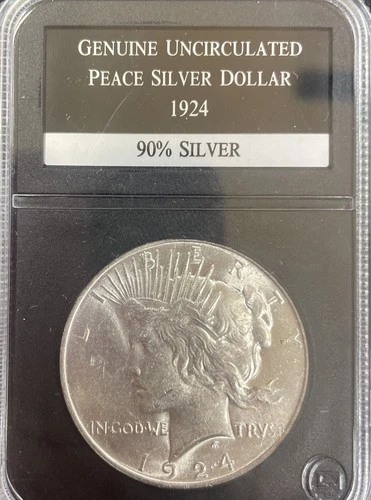 GENUINE UNCIRCULATED
PEACE SILVER DOLLAR
1924
90% SILVER
LIBERTY
IN GOD WE TRVST
1924